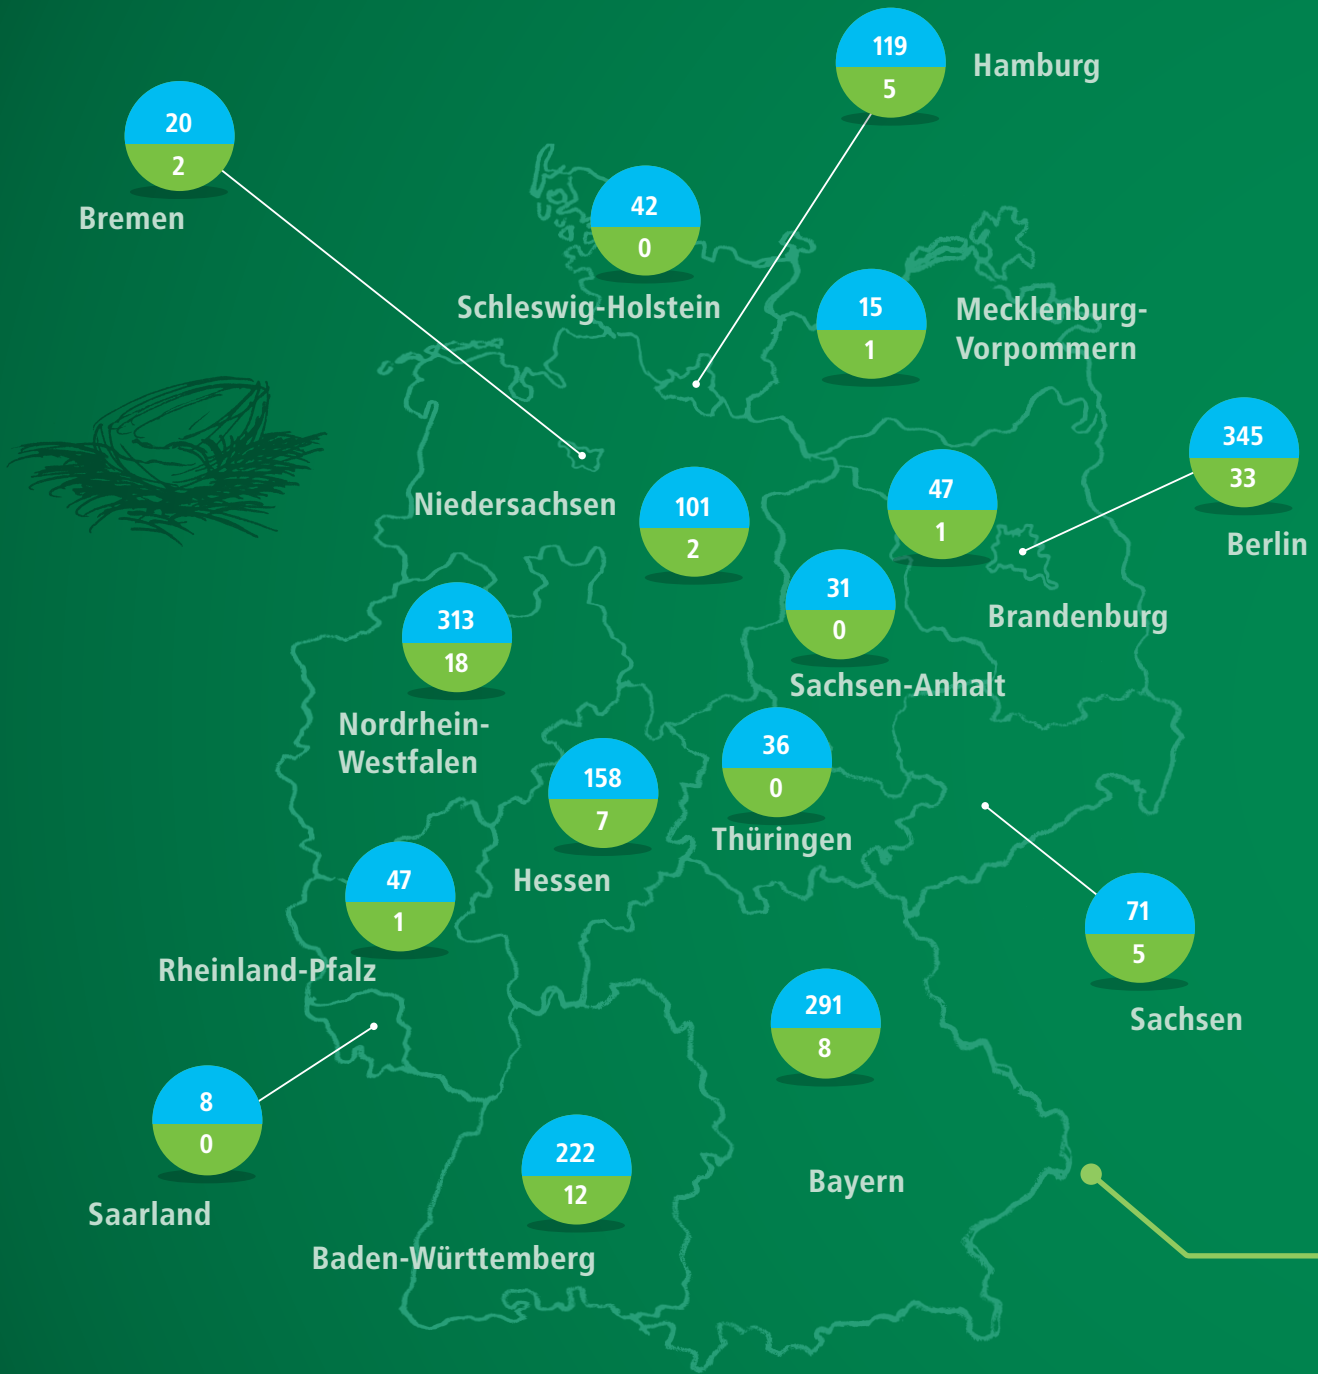 119
5
Hamburg
20
2
Bremen
42
0
Schleswig-Holstein
15
1
Mecklenburg-
Vorpommern
345
33
Berlin
Niedersachsen
101
2
47
1
Brandenburg
31
0
Sachsen-Anhalt
313
18
Nordrhein-
Westfalen
158
7
Hessen
36
0
Thüringen
47
1
Rheinland-Pfalz
71
5
Sachsen
291
8
Bayern
8
0
Saarland
222
12
Baden-Württemberg